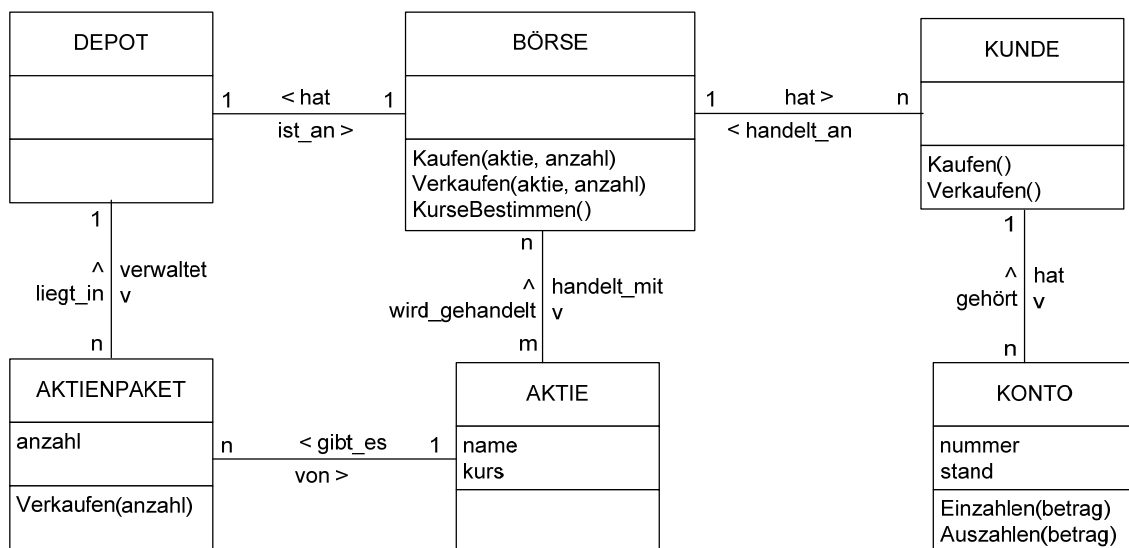 DEPOT
BÖRSE
KUNDE
1
< hat
1
ist_an >
1
hat >
n
< handelt_an
Kaufen(aktie, anzahl)
Verkaufen(aktie, anzahl)
KurseBestimmen()
Kaufen()
Verkaufen()
1
^
liegt_in
verwaltet
v
n
n
^
wird_gehandelt
handelt_mit
v
m
1
^
gehört
hat
v
n
AKTIENPAKET
anzahl
Verkaufen(anzahl)
n
< gibt_es
1
von >
AKTIE
name
kurs
KONTO
nummer
stand
Einzahlen(betrag)
Auszahlen(betrag)